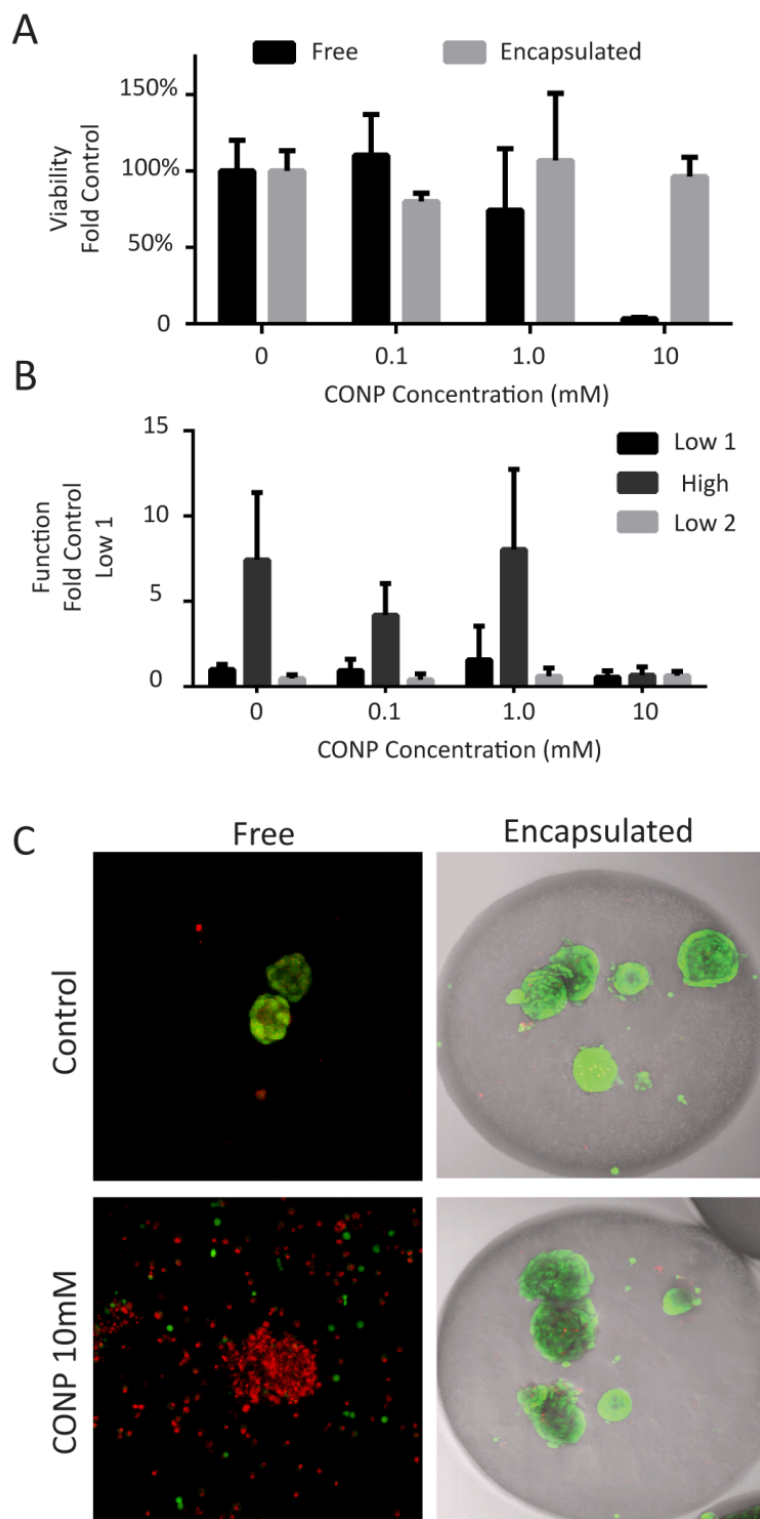 A
Free
Encapsulated
Viability
Fold Control
150%
100%
50%
0
0
0.1
1.0
10
CONP Concentration (mM)
B
Function
Fold Control
Low 1
15
10
5
0
Low 1
High
Low 2
0
0.1
1.0
10
CONP Concentration (mM)
C
Free
Encapsulated
Control
CONP 10mM